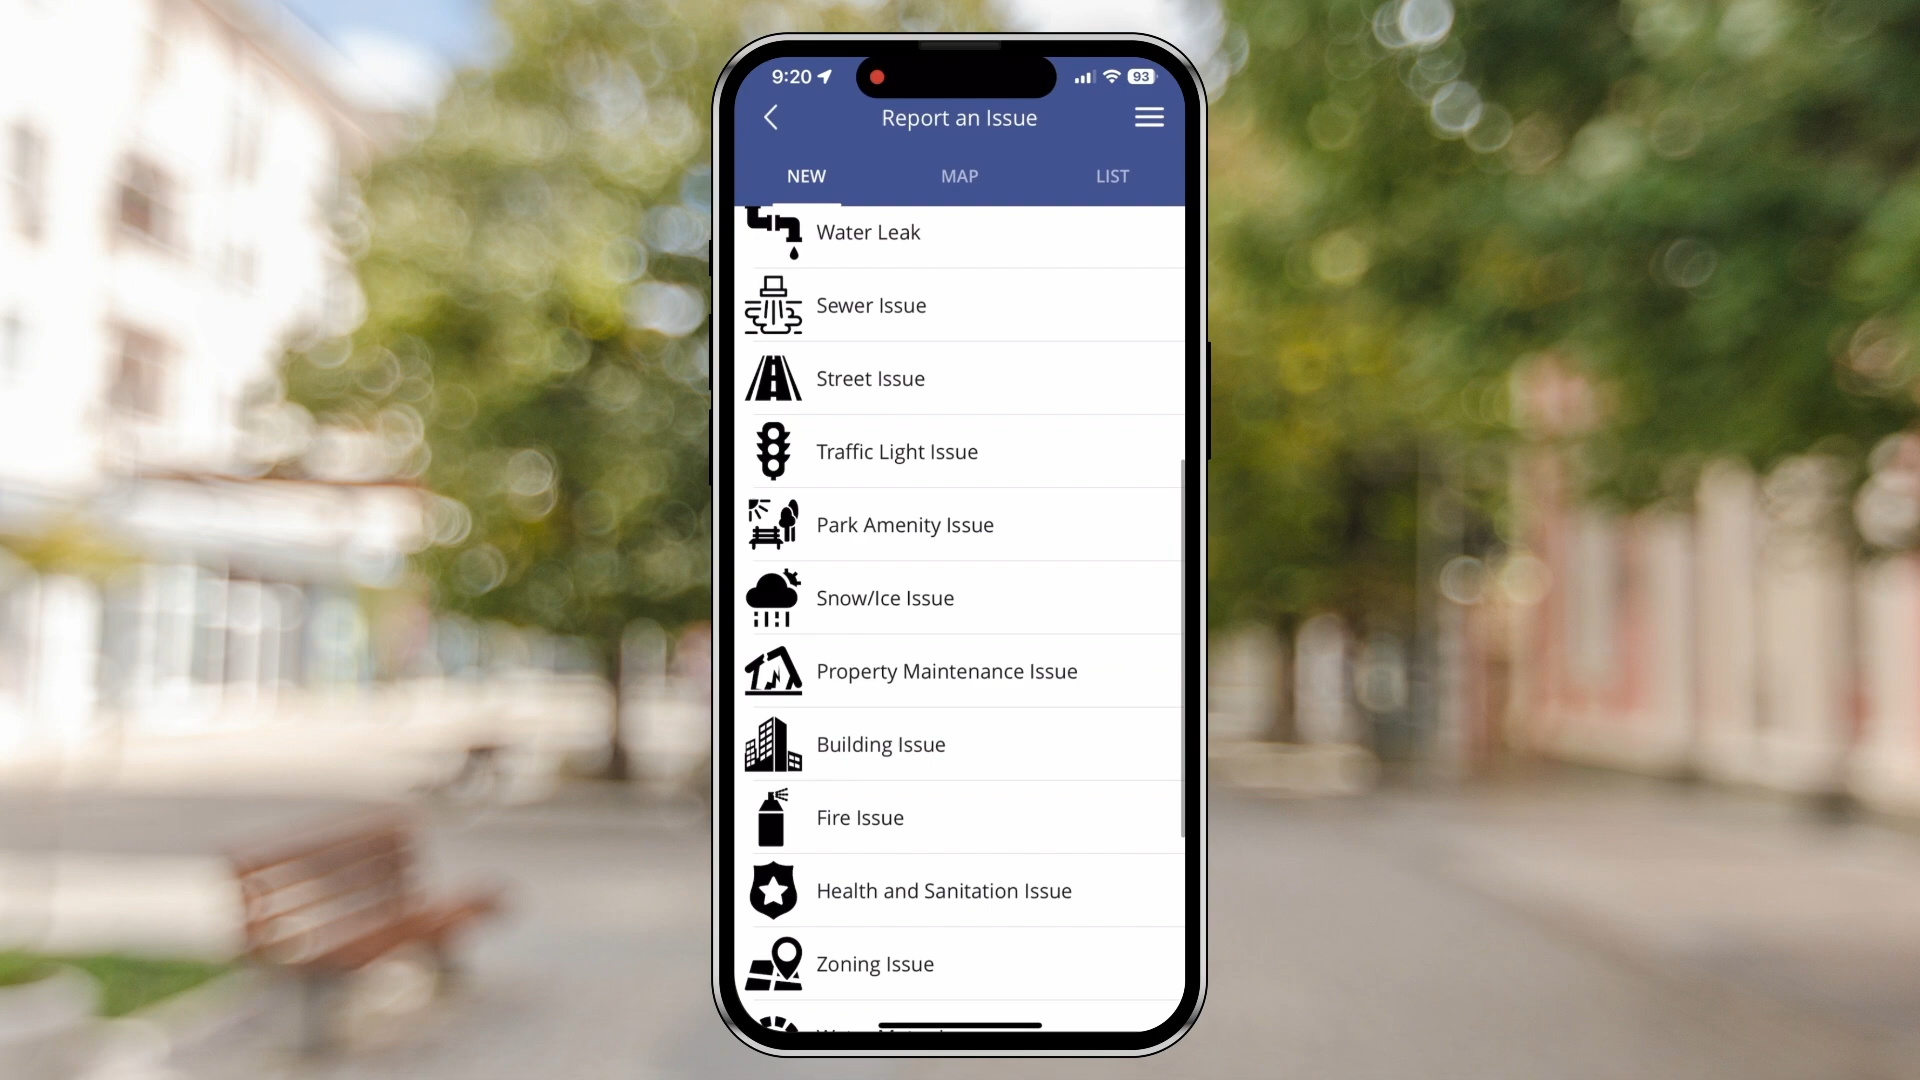 9:20
93
Report an Issue
NEW
MAP
LIST
Water Leak
Sewer Issue
Street Issue
Traffic Light Issue
Park Amenity Issue
Snow/Ice Issue
Property Maintenance Issue
Building Issue
Fire Issue
Health and Sanitation Issue
Zoning Issue